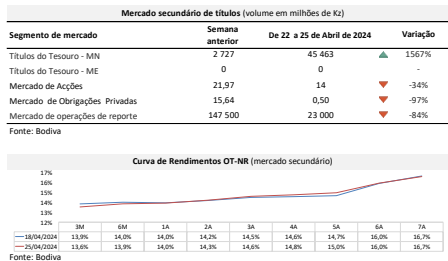 Mercado secundário de títulos (volume em milhões de Kz)
Segmento de mercado Semana anterior De 22 a 25 de Abril de 2024 Variação
Títulos do Tesouro - MN 2 727 45 463 1567%
Títulos do Tesouro - ME 0 0 -
Mercado de Acções 21,97 14 -34%
Mercado de Obrigações Privadas 15,64 0,50 -97%
Mercado de operações de reporte 147 500 23 000 -84%
Fonte: Bodiva
Curva de Rendimentos OT-NR (mercado secundário)
17%
16%
15%
14%
13%
12%
3M 6M 1A 2A 3A 4A 5A 6A 7A
18/04/2024 13,9% 14,0% 14,0% 14,2% 14,5% 14,6% 14,7% 16,0% 16,7%
25/04/2024 13,6% 13,9% 14,0% 14,3% 14,6% 14,8% 15,0% 16,0% 16,7%
Fonte: Bodiva